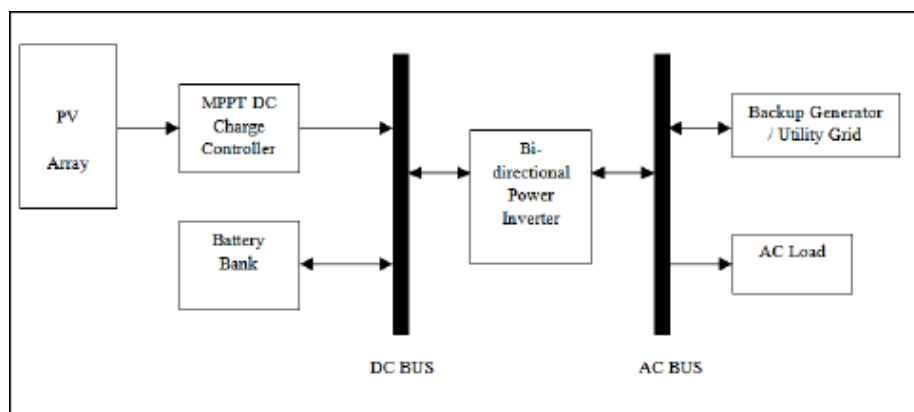 PV
Array
MPPT DC
Charge
Controller
Battery
Bank
DC BUS
Bi-
directional
Power
Inverter
AC BUS
Backup Generator
/ Utility Grid
AC Load